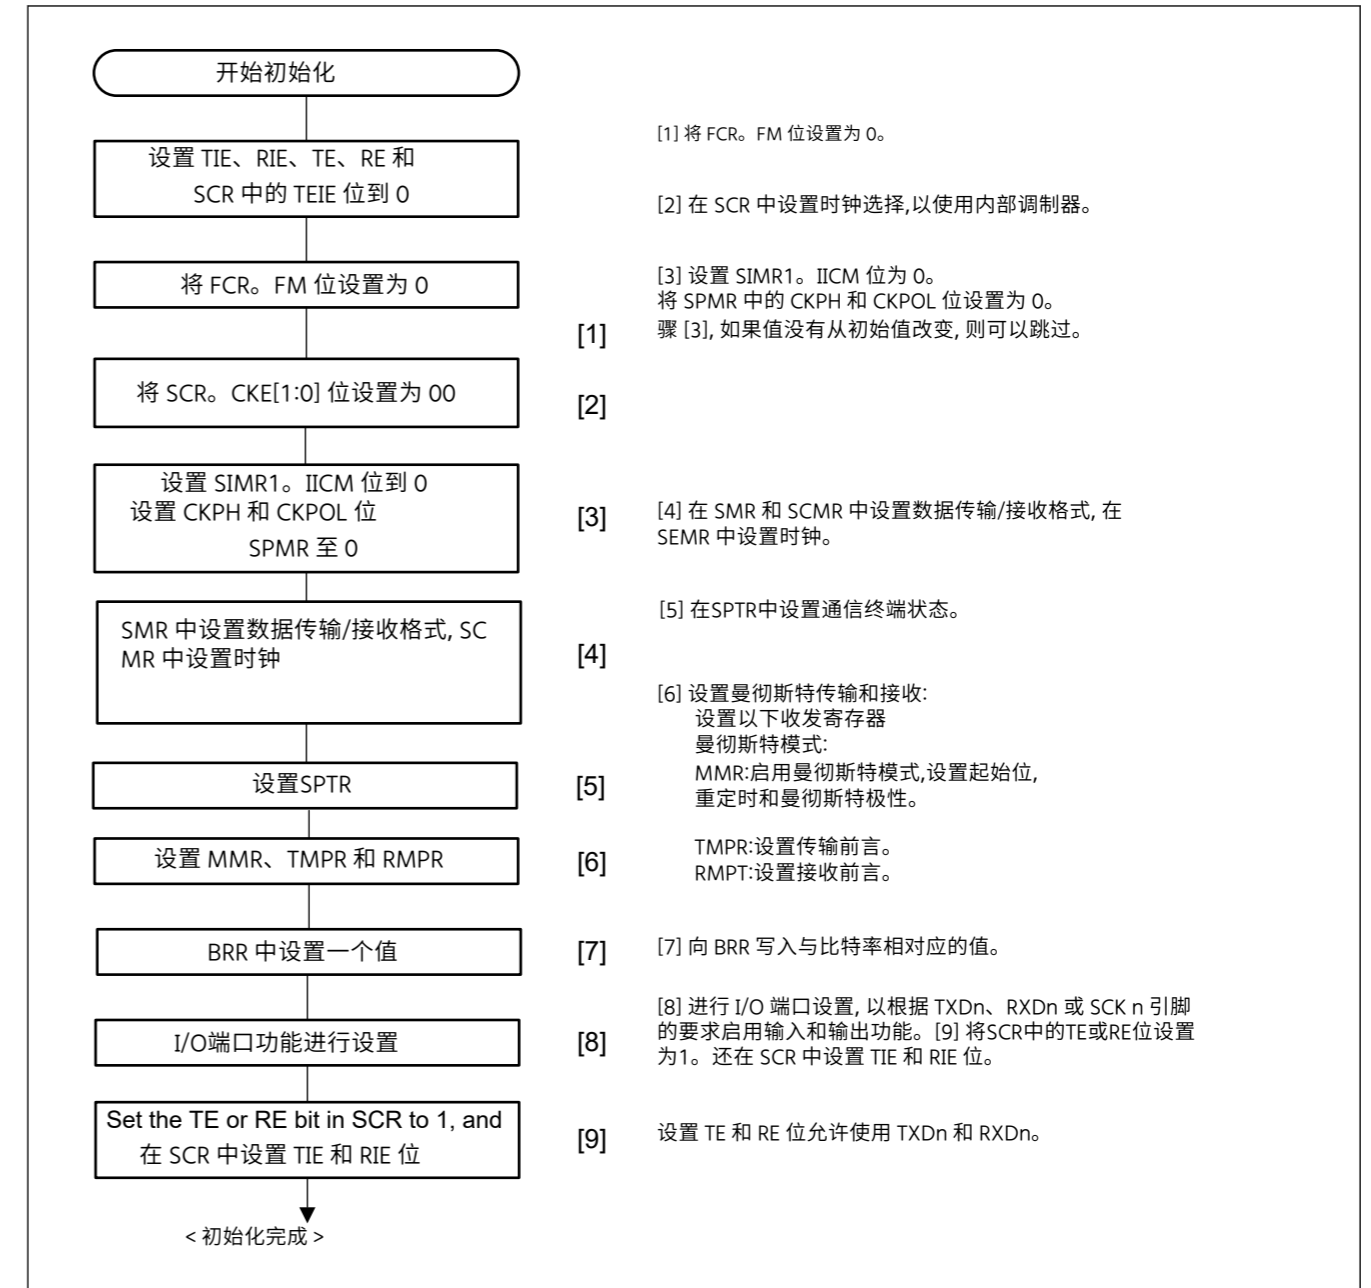 开始初始化
设置 TIE、RIE、TE、RE 和
SCR 中的 TEIE 位到 0
将 FCR。FM 位设置为 0
[1]
将 SCR。CKE[1:0] 位设置为 00
[2]
设置 SIMR1。IICM 位到 0
设置 CKPH 和 CKPOL 位
SPMR 至 0
[3]
SMR 中设置数据传输/接收格式, SC
MR 中设置时钟
[4]
设置SPTR
[5]
设置 MMR、TMPR 和 RMPR
[6]
BRR 中设置一个值
[7]
I/O端口功能进行设置
[8]
Set the TE or RE bit in SCR to 1, and
在 SCR 中设置 TIE 和 RIE 位
[9]
< 初始化完成 >
[1] 将 FCR。FM 位设置为 0。
[2] 在 SCR 中设置时钟选择,以使用内部调制器。
[3] 设置 SIMR1。IICM 位为 0。
将 SPMR 中的 CKPH 和 CKPOL 位设置为 0。
骤 [3], 如果值没有从初始值改变, 则可以跳过。
[4] 在 SMR 和 SCMR 中设置数据传输/接收格式, 在
SEMR 中设置时钟。
[5] 在SPTR中设置通信终端状态。
[6] 设置曼彻斯特传输和接收:
设置以下收发寄存器
曼彻斯特模式:
MMR:启用曼彻斯特模式,设置起始位,
重定时和曼彻斯特极性。
TMPR:设置传输前言。
RMPT:设置接收前言。
[7] 向 BRR 写入与比特率相对应的值。
[8] 进行 I/O 端口设置, 以根据 TXDn、RXDn 或 SCK n 引脚
的要求启用输入和输出功能。[9] 将SCR中的TE或RE位设置
为1。还在 SCR 中设置 TIE 和 RIE 位。
设置 TE 和 RE 位允许使用 TXDn 和 RXDn。